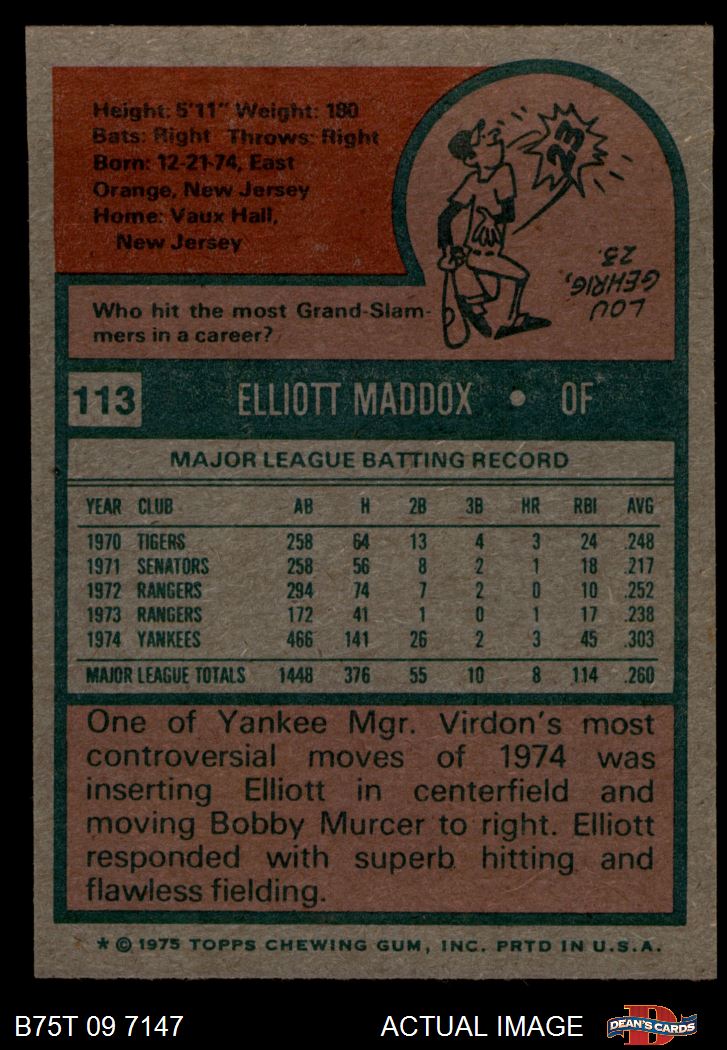 Height: 5'11" Weight: 180
Bats: Right Throws: Right
Born: 12-21-74, East
Orange, New Jersey
Home: Vaux Hall,
New Jersey
23
LOU
GEHRIG,
23.
Who hit the most Grand-Slam-
mers in a career?
113 ELLIOTT MADDOX • OF
MAJOR LEAGUE BATTING RECORD
YEAR CLUB AB H 2B 3B HR RBI AVG
1970 TIGERS 258 64 13 4 3 24 .248
1971 SENATORS 258 56 8 2 1 18 .217
1972 RANGERS 294 74 7 2 0 10 .252
1973 RANGERS 172 41 1 0 1 17 .238
1974 YANKEES 466 141 26 2 3 45 .303
MAJOR LEAGUE TOTALS 1448 376 55 10 8 114 .260
One of Yankee Mgr. Virdon's most
controversial moves of 1974 was
inserting Elliott in centerfield and
moving Bobby Murcer to right. Elliott
responded with superb hitting and
flawless fielding.
* © 1975 TOPPS CHEWING GUM, INC. PRTD IN U.S.A.
B75T 09 7147 ACTUAL IMAGE DEAN'S CARDS